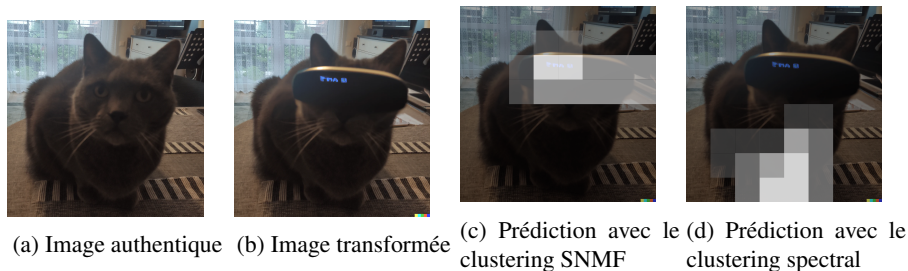 (a) Image authentique
(b) Image transformée
(c) Prédiction avec le
clustering SNMF
(d) Prédiction avec le
clustering spectral